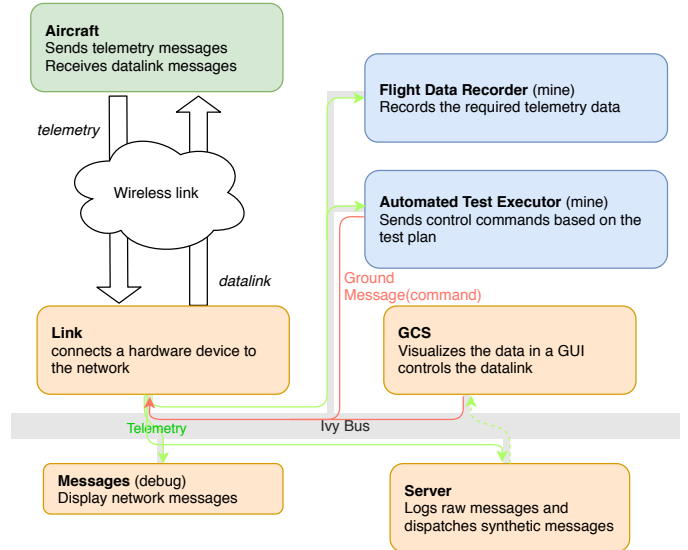 Aircraft
Sends telemetry messages
Receives datalink messages
telemetry
Wireless link
datalink
Flight Data Recorder (mine)
Records the required telemetry data
Automated Test Executor (mine)
Sends control commands based on the
test plan
Ground
Message(command)
Link
connects a hardware device to
the network
GCS
Visualizes the data in a GUI
controls the datalink
Telemetry
Ivy Bus
Messages (debug)
Display network messages
Server
Logs raw messages and
dispatches synthetic messages